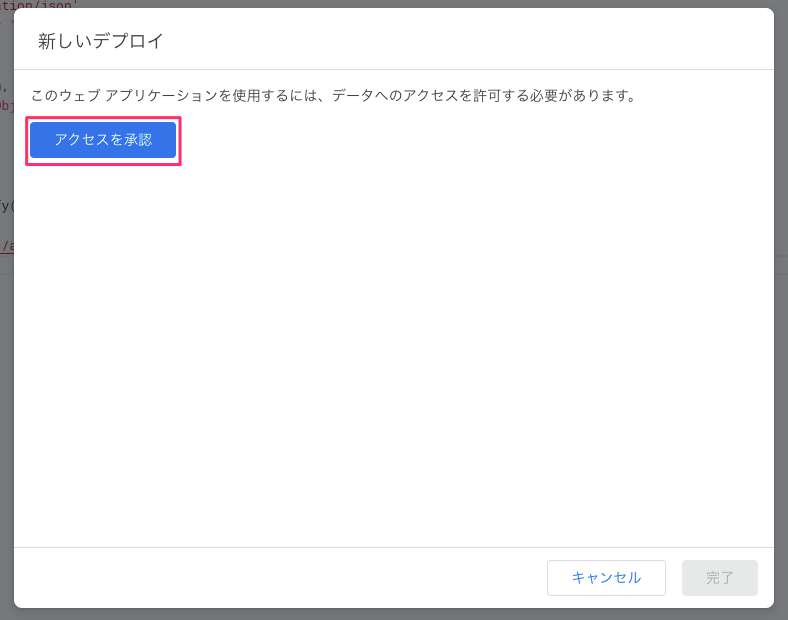 新しいデプロイ
このウェブ アプリケーションを使用するには、データへのアクセスを許可する必要があります。
アクセスを承認
fy(
/a
キャンセル
完了